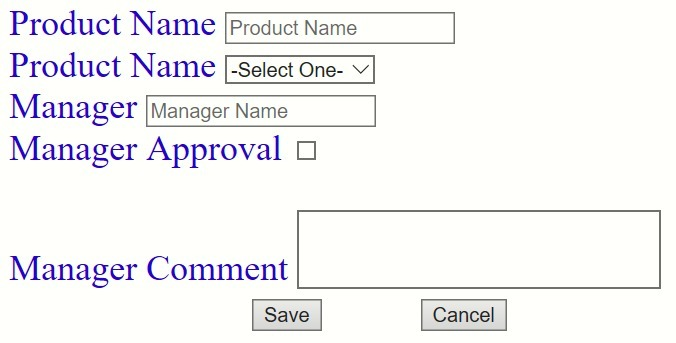 Product Name Product Name
Product Name -Select One-
Manager Manager Name
Manager Approval
Manager Comment
Save Cancel